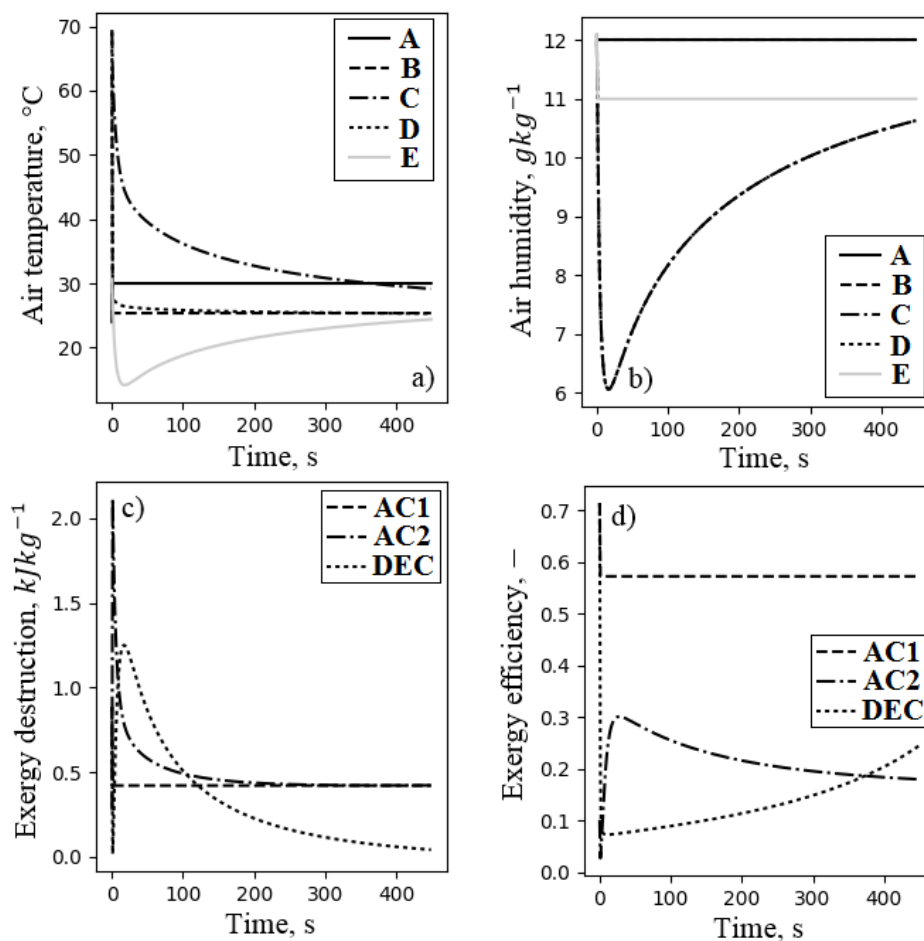 Air temperature, °C
70
60
50
40
30
20
0 100 200 300 400
Time, s
A
B
C
D
E
a)
Air humidity, gkg⁻¹
12
11
10
9
8
7
6
0 100 200 300 400
Time, s
A
B
C
D
E
b)
Exergy destruction, kJkg⁻¹
2.0
1.5
1.0
0.5
0.0
0 100 200 300 400
Time, s
c)
AC1
AC2
DEC
Exergy efficiency, —
0.7
0.6
0.5
0.4
0.3
0.2
0.1
0.0
0 100 200 300 400
Time, s
d)
AC1
AC2
DEC